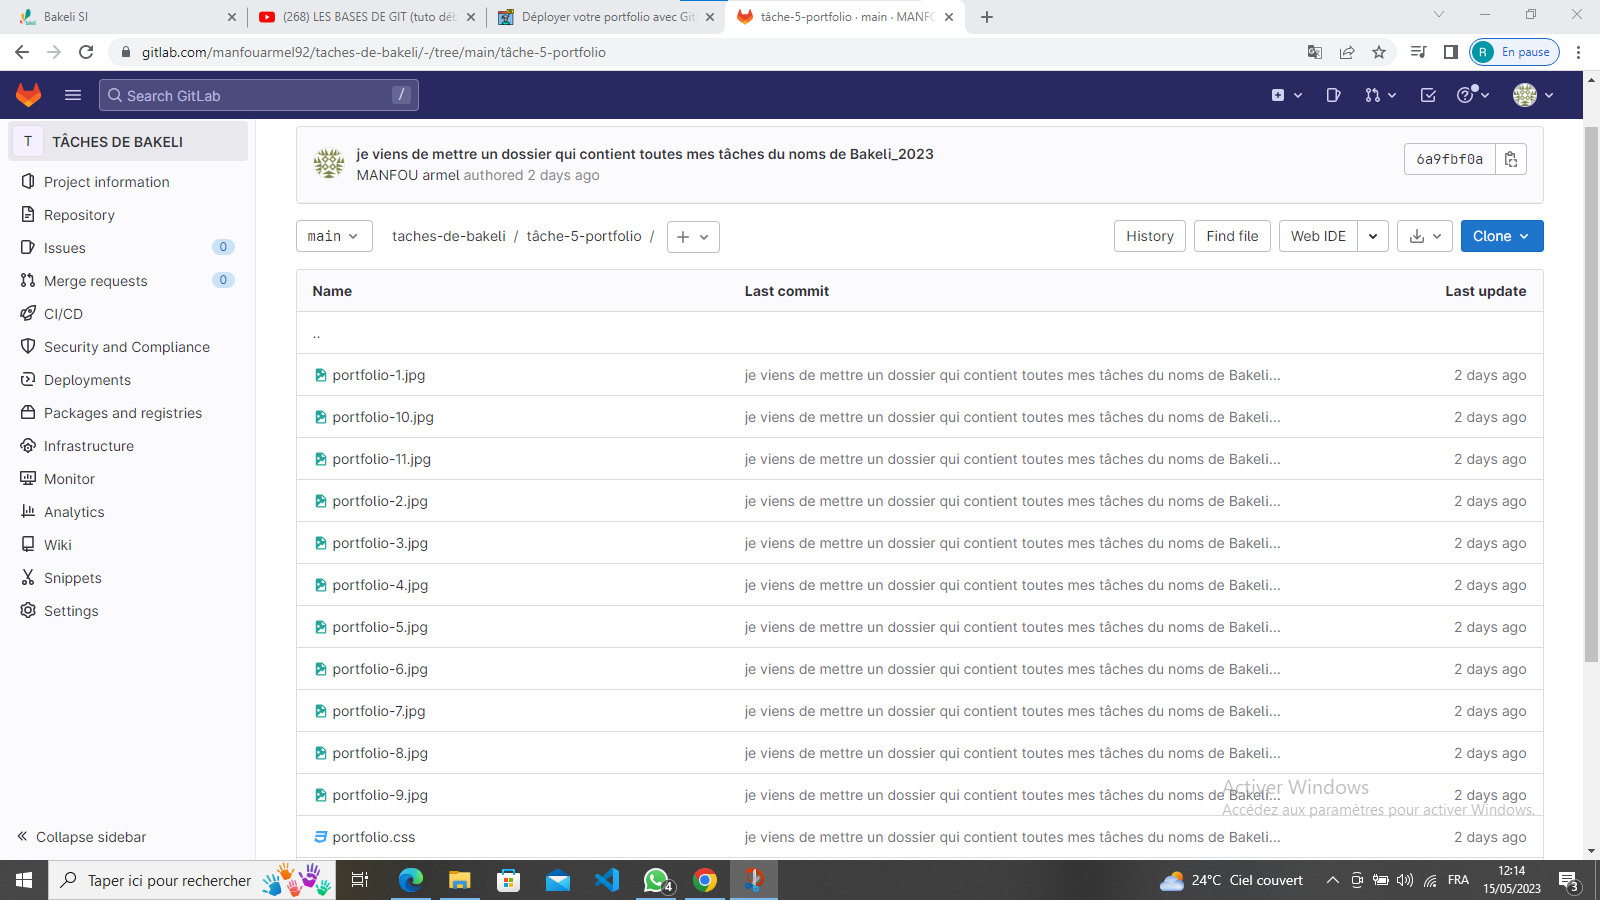 Bakeli SI
(268) LES BASES DE GIT (tuto déb
Déployer votre portfolio avec Git
tâche-5-portfolio · main · MANFO
gitlab.com/manfouarmel92/taches-de-bakeli/-/tree/main/tâche-5-portfolio
R En pause
Search GitLab /
T TÂCHES DE BAKELI
Project information
Repository
Issues 0
Merge requests 0
CI/CD
Security and Compliance
Deployments
Packages and registries
Infrastructure
Monitor
Analytics
Wiki
Snippets
Settings
Collapse sidebar
je viens de mettre un dossier qui contient toutes mes tâches du noms de Bakeli_2023
MANFOU armel authored 2 days ago
6a9fbf0a
main taches-de-bakeli / tâche-5-portfolio / +
History Find file Web IDE Clone
Name Last commit Last update
..
portfolio-1.jpg je viens de mettre un dossier qui contient toutes mes tâches du noms de Bakeli... 2 days ago
portfolio-10.jpg je viens de mettre un dossier qui contient toutes mes tâches du noms de Bakeli... 2 days ago
portfolio-11.jpg je viens de mettre un dossier qui contient toutes mes tâches du noms de Bakeli... 2 days ago
portfolio-2.jpg je viens de mettre un dossier qui contient toutes mes tâches du noms de Bakeli... 2 days ago
portfolio-3.jpg je viens de mettre un dossier qui contient toutes mes tâches du noms de Bakeli... 2 days ago
portfolio-4.jpg je viens de mettre un dossier qui contient toutes mes tâches du noms de Bakeli... 2 days ago
portfolio-5.jpg je viens de mettre un dossier qui contient toutes mes tâches du noms de Bakeli... 2 days ago
portfolio-6.jpg je viens de mettre un dossier qui contient toutes mes tâches du noms de Bakeli... 2 days ago
portfolio-7.jpg je viens de mettre un dossier qui contient toutes mes tâches du noms de Bakeli... 2 days ago
portfolio-8.jpg je viens de mettre un dossier qui contient toutes mes tâches du noms de Bakeli... 2 days ago
portfolio-9.jpg je viens de mettre un dossier qui contient toutes mes tâches du noms de Bakeli... 2 days ago
portfolio.css je viens de mettre un dossier qui contient toutes mes tâches du noms de Bakeli... 2 days ago
Activer Windows
Accédez aux paramètres pour activer Windows.
Taper ici pour rechercher
4
24°C Ciel couvert
FRA
12:14
15/05/2023
3